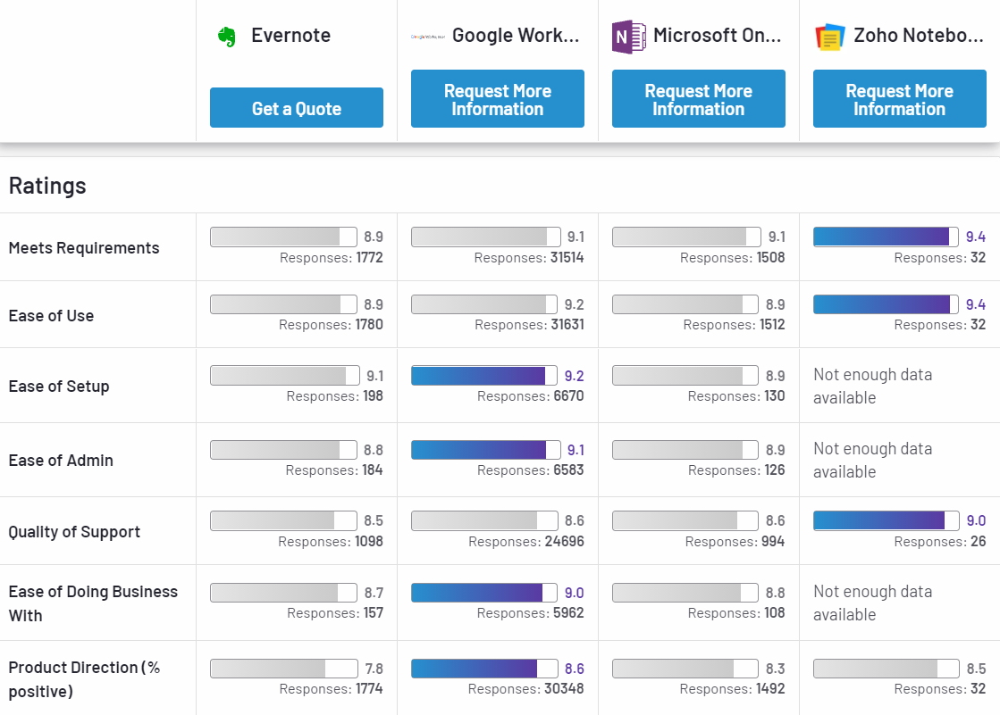 Evernote
Google Work...
Microsoft On...
Zoho Notebo...
Get a Quote
Request More
Information
Request More
Information
Request More
Information
Ratings
Meets Requirements
8.9
Responses: 1772
9.1
Responses: 31514
9.1
Responses: 1508
9.4
Responses: 32
Ease of Use
8.9
Responses: 1780
9.2
Responses: 31631
8.9
Responses: 1512
9.4
Responses: 32
Ease of Setup
9.1
Responses: 198
9.2
Responses: 6670
8.9
Responses: 130
Not enough data
available
Ease of Admin
8.8
Responses: 184
9.1
Responses: 6583
8.9
Responses: 126
Not enough data
available
Quality of Support
8.5
Responses: 1098
8.6
Responses: 24696
8.6
Responses: 994
9.0
Responses: 26
Ease of Doing Business
With
8.7
Responses: 157
9.0
Responses: 5962
8.8
Responses: 108
Not enough data
available
Product Direction (%
positive)
7.8
Responses: 1774
8.6
Responses: 30348
8.3
Responses: 1492
8.5
Responses: 32